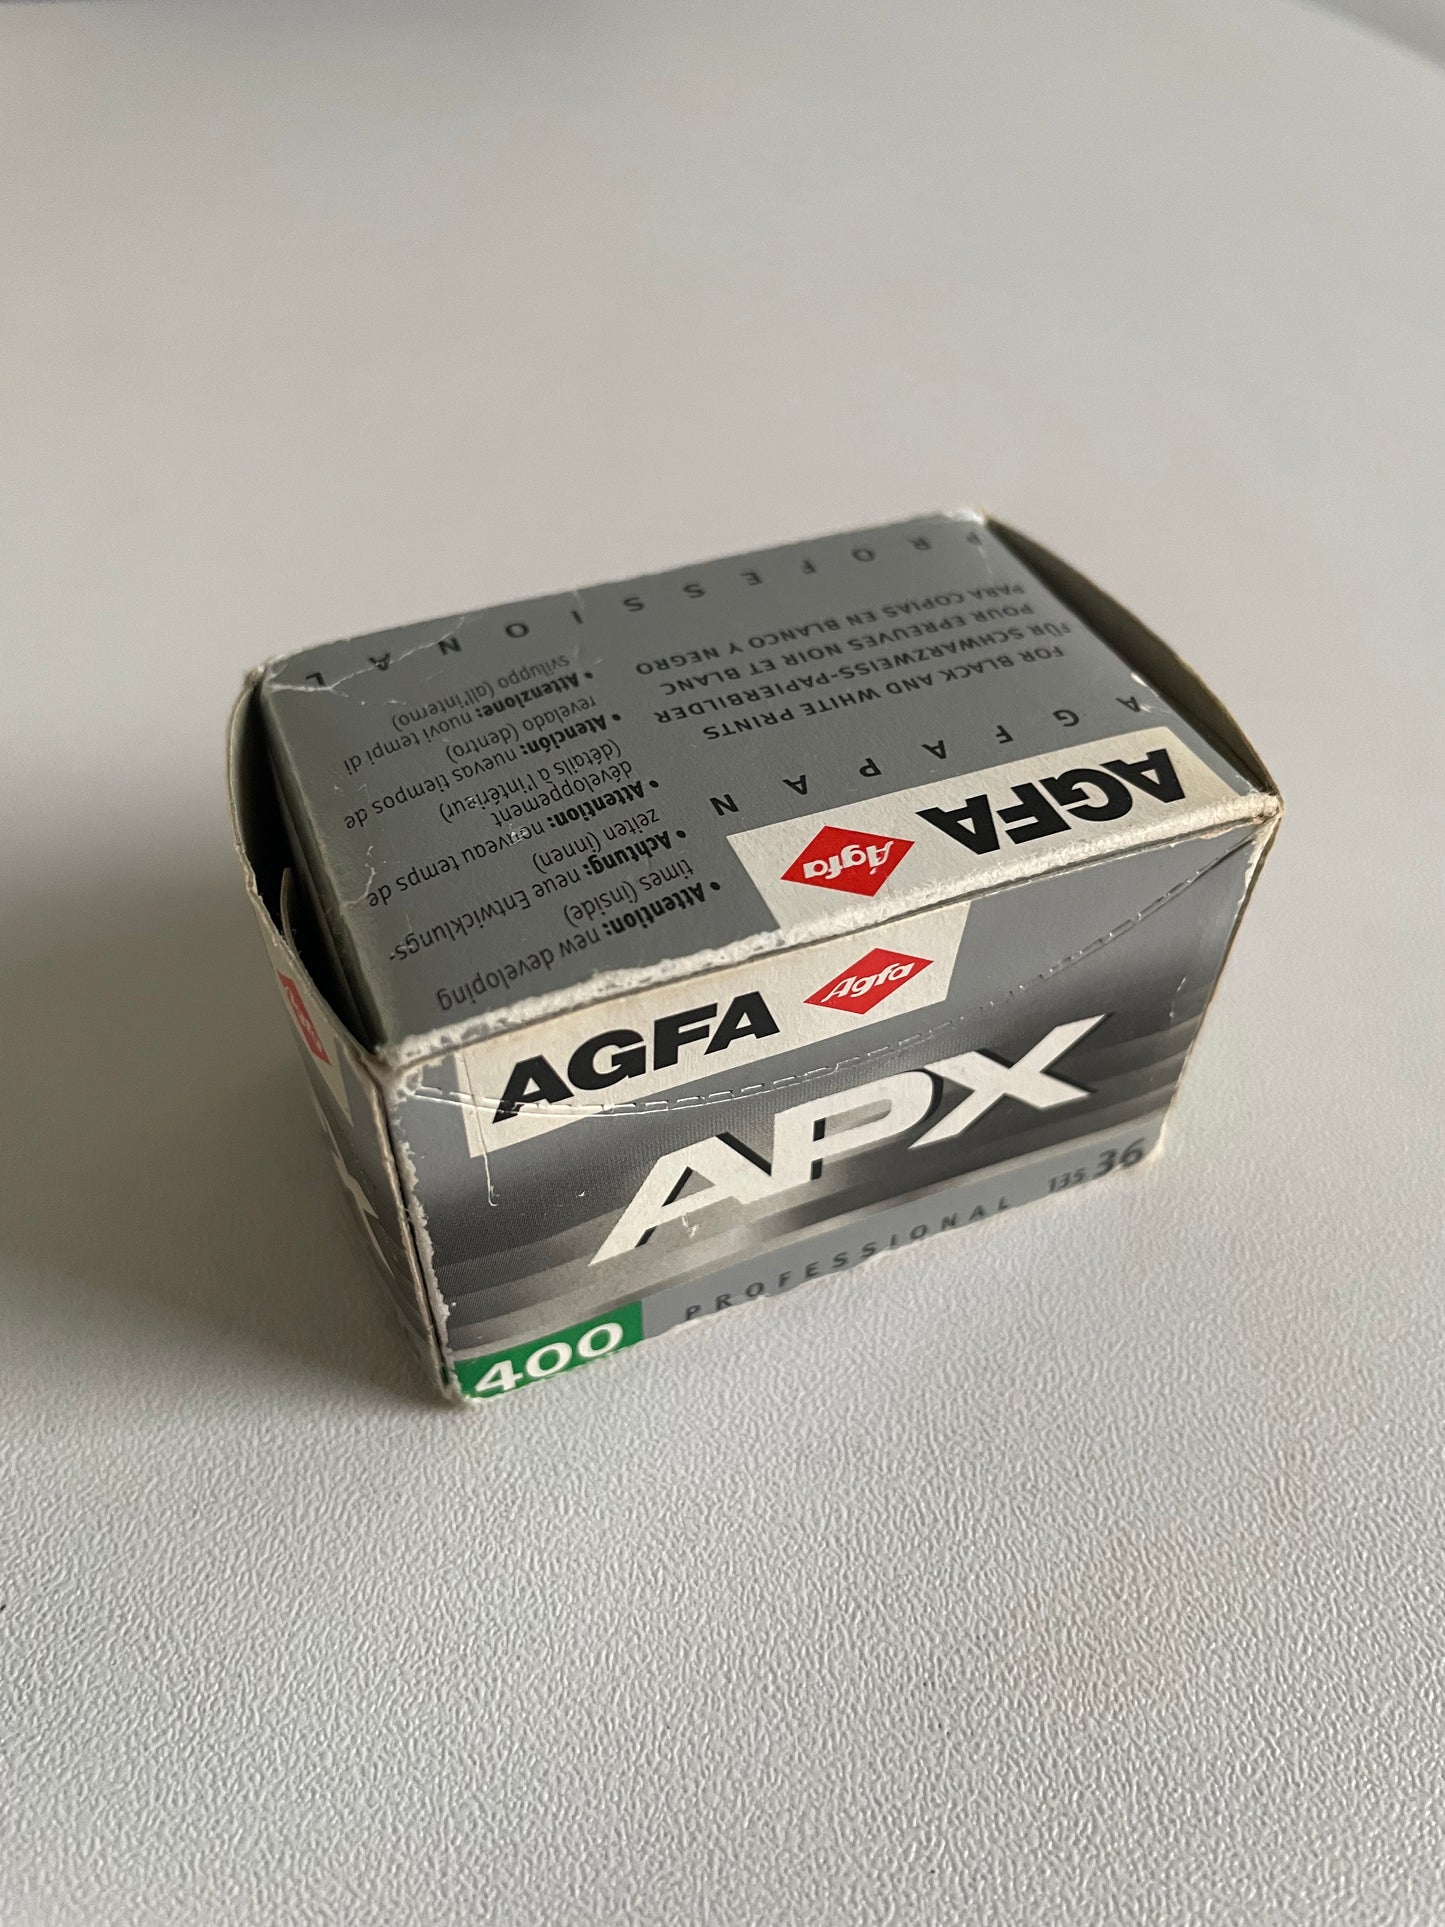 AGFA
Agfa
APX
400
PROFESSIONAL
135 36
AGFA
Agfa
AGFAPAN
FOR BLACK AND WHITE PRINTS
FÜR SCHWARZWEISS-PAPIERBILDER
POUR EPREUVES NOIR ET BLANC
PARA COPIAS EN BLANCO Y NEGRO
PROFESSIONAL
• Attention: new developing
times (inside)
• Achtung: neue Entwicklungs-
zeiten (innen)
• Attention: nouveau temps de
développement
(détails à l'intérieur)
• Atención: nuevas tiempos de
revelado (dentro)
• Attenzione: nuovi tempi di
sviluppo (all'interno)